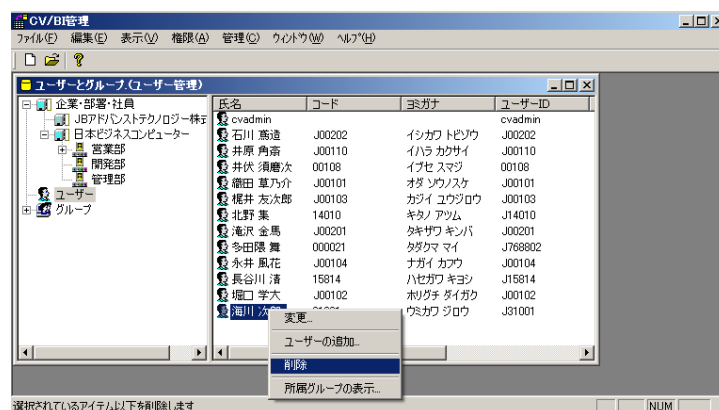 CV/BI管理
ファイル(F) 編集(E) 表示(V) 権限(A) 管理(C) ウィンドウ(W) ヘルプ(H)
ユーザーとグループ.(ユーザー管理)
企業・部署・社員
JBアドバンストテクノロジー株式
日本ビジネスコンピューター
営業部
開発部
管理部
ユーザー
グループ
氏名 コード ヨミガナ ユーザーID
cvadmin cvadmin
石川 蔦造 J00202 イシカワ トビゾウ J00202
井原 角斎 J00110 イハラ カクサイ J00110
井伏 須磨次 00108 イブセ スマジ 00108
織田 草乃介 J00101 オダ ソウノスケ J00101
梶井 友次郎 J00103 カジイ ユウジロウ J00103
北野 集 14010 キタノ アツム J14010
滝沢 金馬 J00201 タキザワ キンバ J00201
多田隈 舞 000021 タダクマ マイ J768802
永井 風花 J00104 ナガイ カフウ J00104
長谷川 清 15814 ハセガワ キヨシ J15814
堀口 学大 J00102 ホリグチ ダイガク J00102
海川 次郎 ウミカワ ジロウ J31001
変更...
ユーザーの追加...
削除
所属グループの表示...
選択されているアイテム以下を削除します NUM